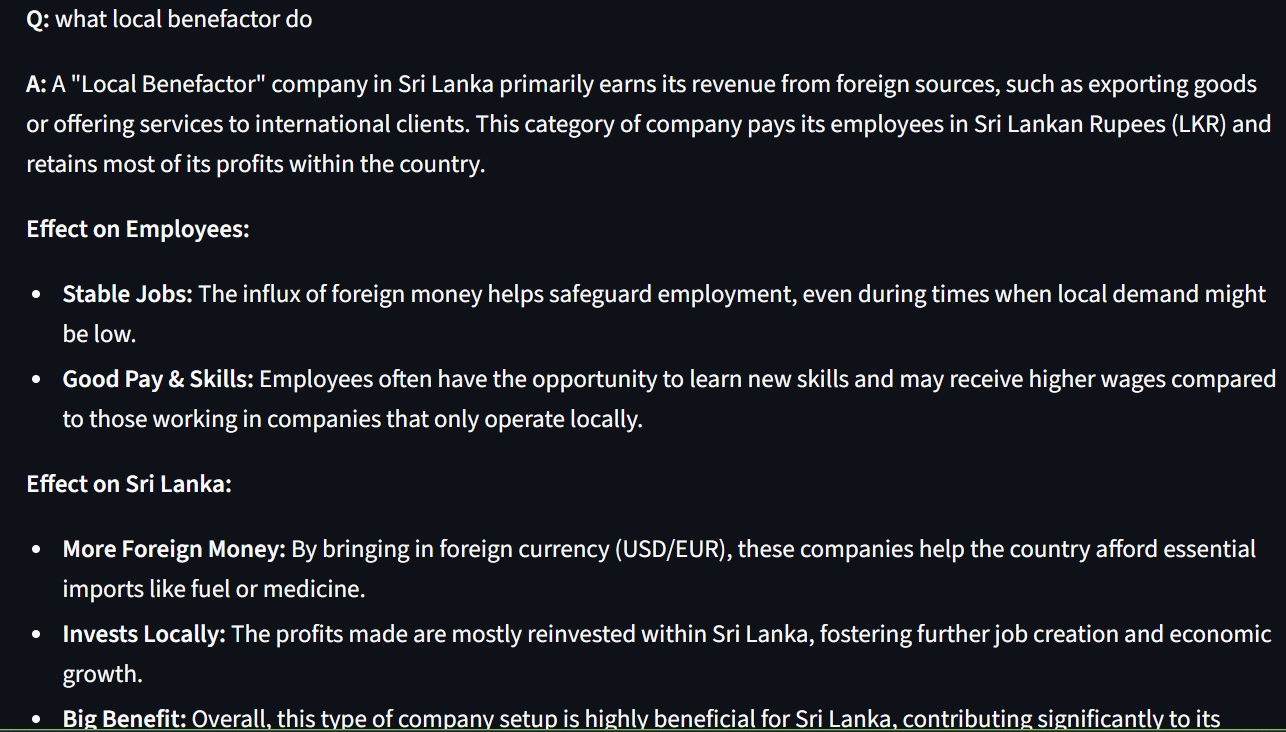 Q: what local benefactor do
A: A "Local Benefactor" company in Sri Lanka primarily earns its revenue from foreign sources, such as exporting goods
or offering services to international clients. This category of company pays its employees in Sri Lankan Rupees (LKR) and
retains most of its profits within the country.
Effect on Employees:
• Stable Jobs: The influx of foreign money helps safeguard employment, even during times when local demand might
be low.
• Good Pay & Skills: Employees often have the opportunity to learn new skills and may receive higher wages compared
to those working in companies that only operate locally.
Effect on Sri Lanka:
• More Foreign Money: By bringing in foreign currency (USD/EUR), these companies help the country afford essential
imports like fuel or medicine.
• Invests Locally: The profits made are mostly reinvested within Sri Lanka, fostering further job creation and economic
growth.
• Big Benefit: Overall, this type of company setup is highly beneficial for Sri Lanka, contributing significantly to its